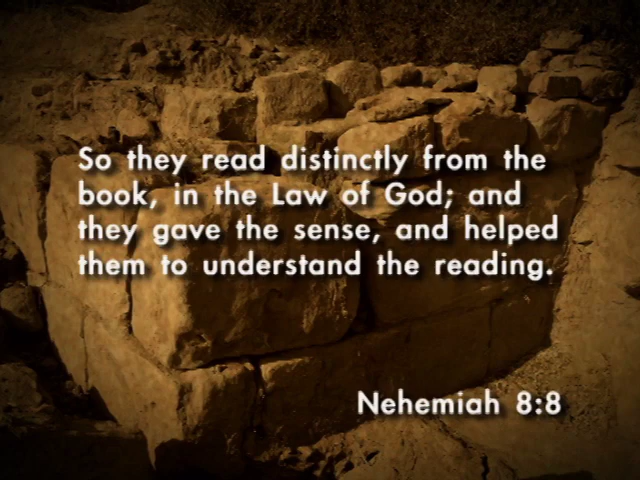 So they read distinctly from the
book, in the Law of God; and
they gave the sense, and helped
them to understand the reading.
Nehemiah 8:8